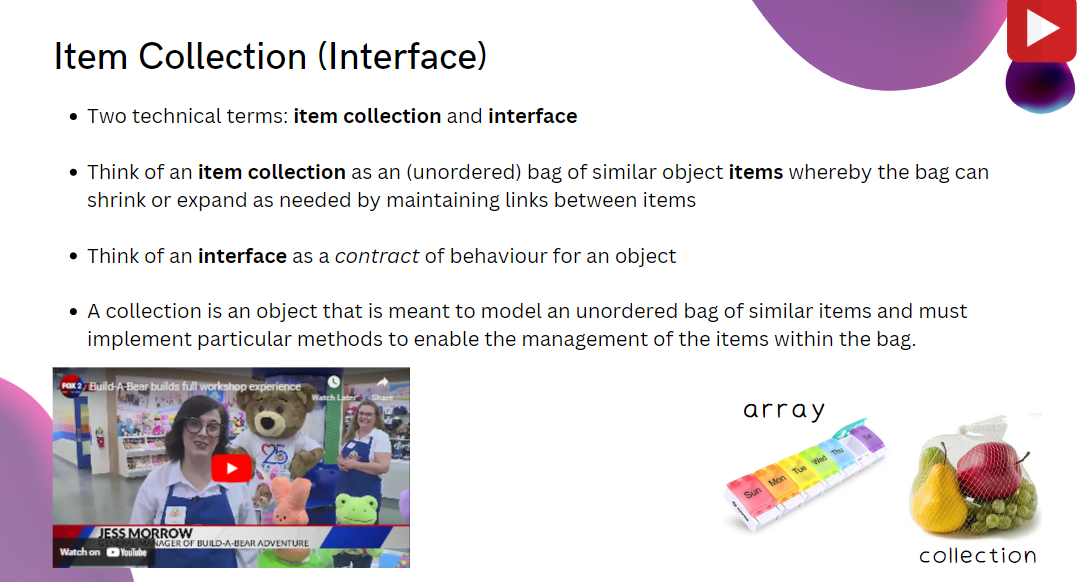 Item Collection (Interface)
Two technical terms: item collection and interface
Think of an item collection as an (unordered) bag of similar object items whereby the bag can
shrink or expand as needed by maintaining links between items
Think of an interface as a contract of behaviour for an object
A collection is an object that is meant to model an unordered bag of similar items and must
implement particular methods to enable the management of the items within the bag.
FOX 2 Build-A-Bear builds full workshop experience
Watch Later Share
25
JESS MORROW
GENERAL MANAGER OF BUILD-A-BEAR ADVENTURE
Watch on YouTube
array
Sun Mon Tue Wed Thu
collection